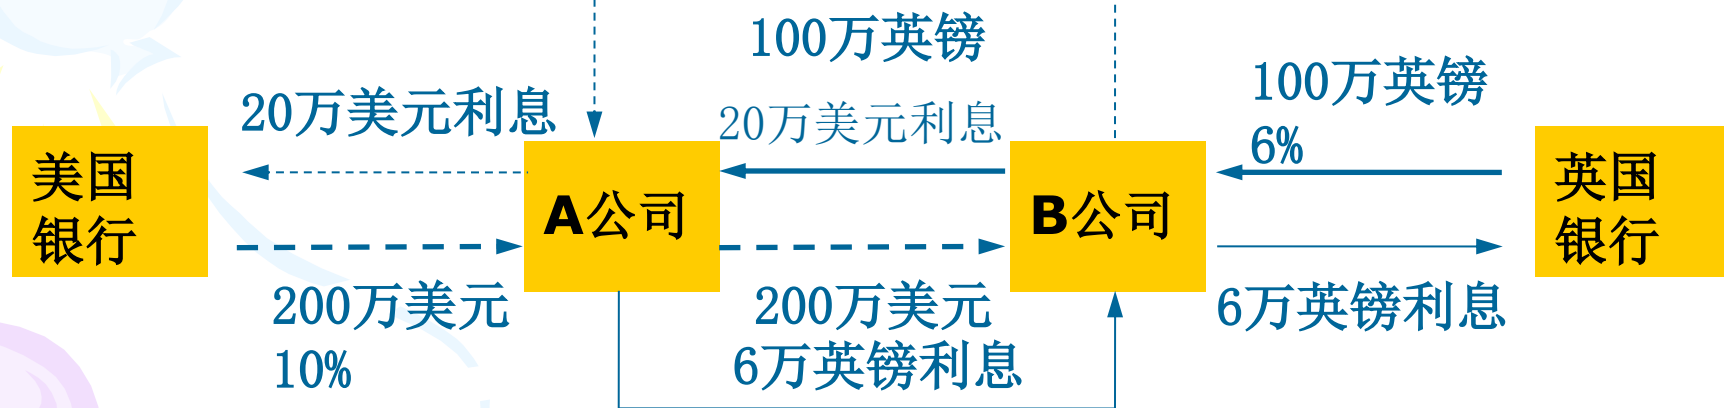 100万英镑
20万美元利息
20万美元利息
100万英镑
6%
美国
银行
A公司
B公司
英国
银行
200万美元
10%
200万美元
6万英镑利息
6万英镑利息